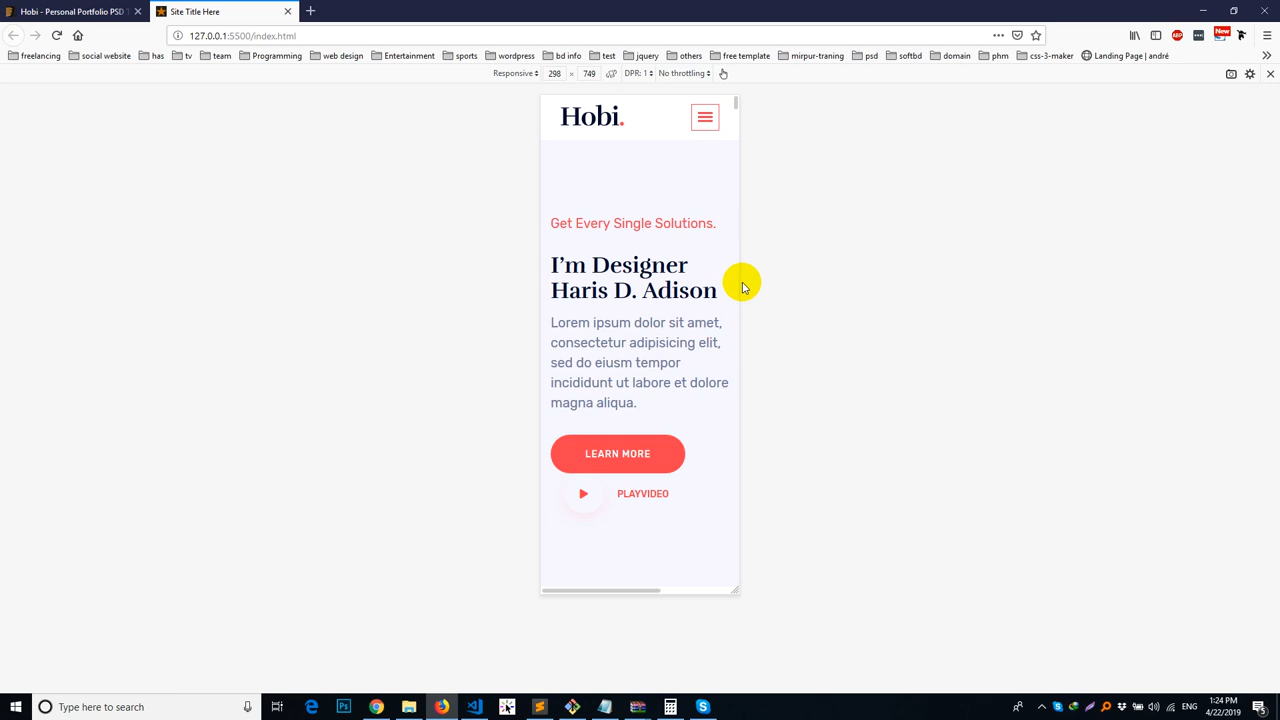 Hobi - Personal Portfolio PSD T
Site Title Here
127.0.0.1:5500/index.html
New
ABP
freelancing
social website
has
tv
team
Programming
web design
Entertainment
sports
wordpress
bd info
test
jquery
others
free template
mirpur-traning
psd
softbd
domain
phm
css-3-maker
Landing Page | andré
Responsive
298 × 749
DPR: 1
No throttling
Hobi.
Get Every Single Solutions.
I'm Designer
Haris D. Adison
Lorem ipsum dolor sit amet,
consectetur adipisicing elit,
sed do eiusm tempor
incididunt ut labore et dolore
magna aliqua.
LEARN MORE
PLAYVIDEO
Type here to search
Ps
ENG
1:24 PM
4/22/2019
5